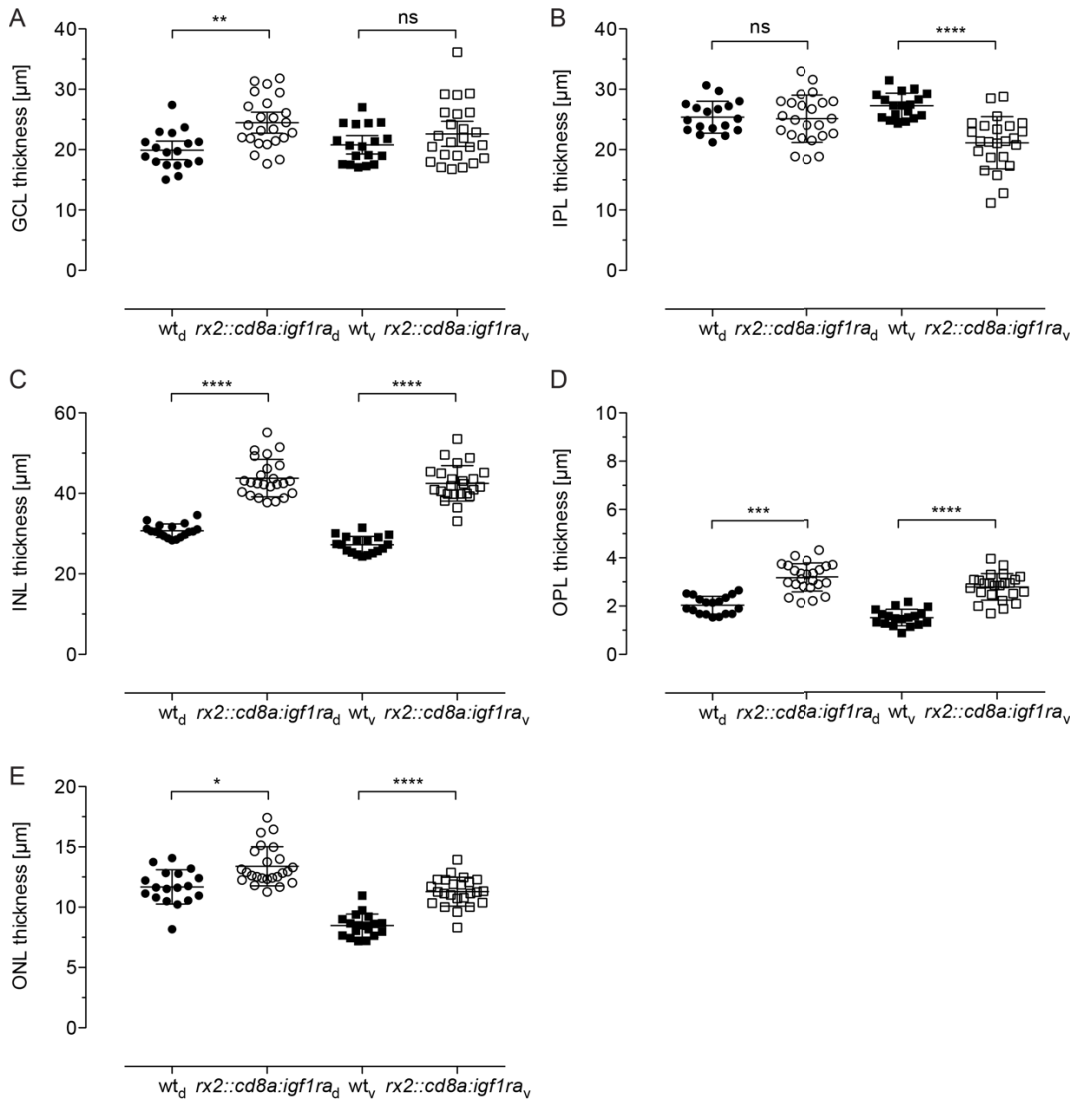 A
GCL thickness [µm]
40
30
20
10
0
**
ns
wtd rx2::cd8a:igf1rad wtv rx2::cd8a:igf1rav
B
IPL thickness [µm]
40
30
20
10
0
ns
****
wtd rx2::cd8a:igf1rad wtv rx2::cd8a:igf1rav
C
INL thickness [µm]
60
40
20
0
****
****
wtd rx2::cd8a:igf1rad wtv rx2::cd8a:igf1rav
D
OPL thickness [µm]
10
8
6
4
2
0
***
****
wtd rx2::cd8a:igf1rad wtv rx2::cd8a:igf1rav
E
ONL thickness [µm]
20
15
10
5
0
*
****
wtd rx2::cd8a:igf1rad wtv rx2::cd8a:igf1rav